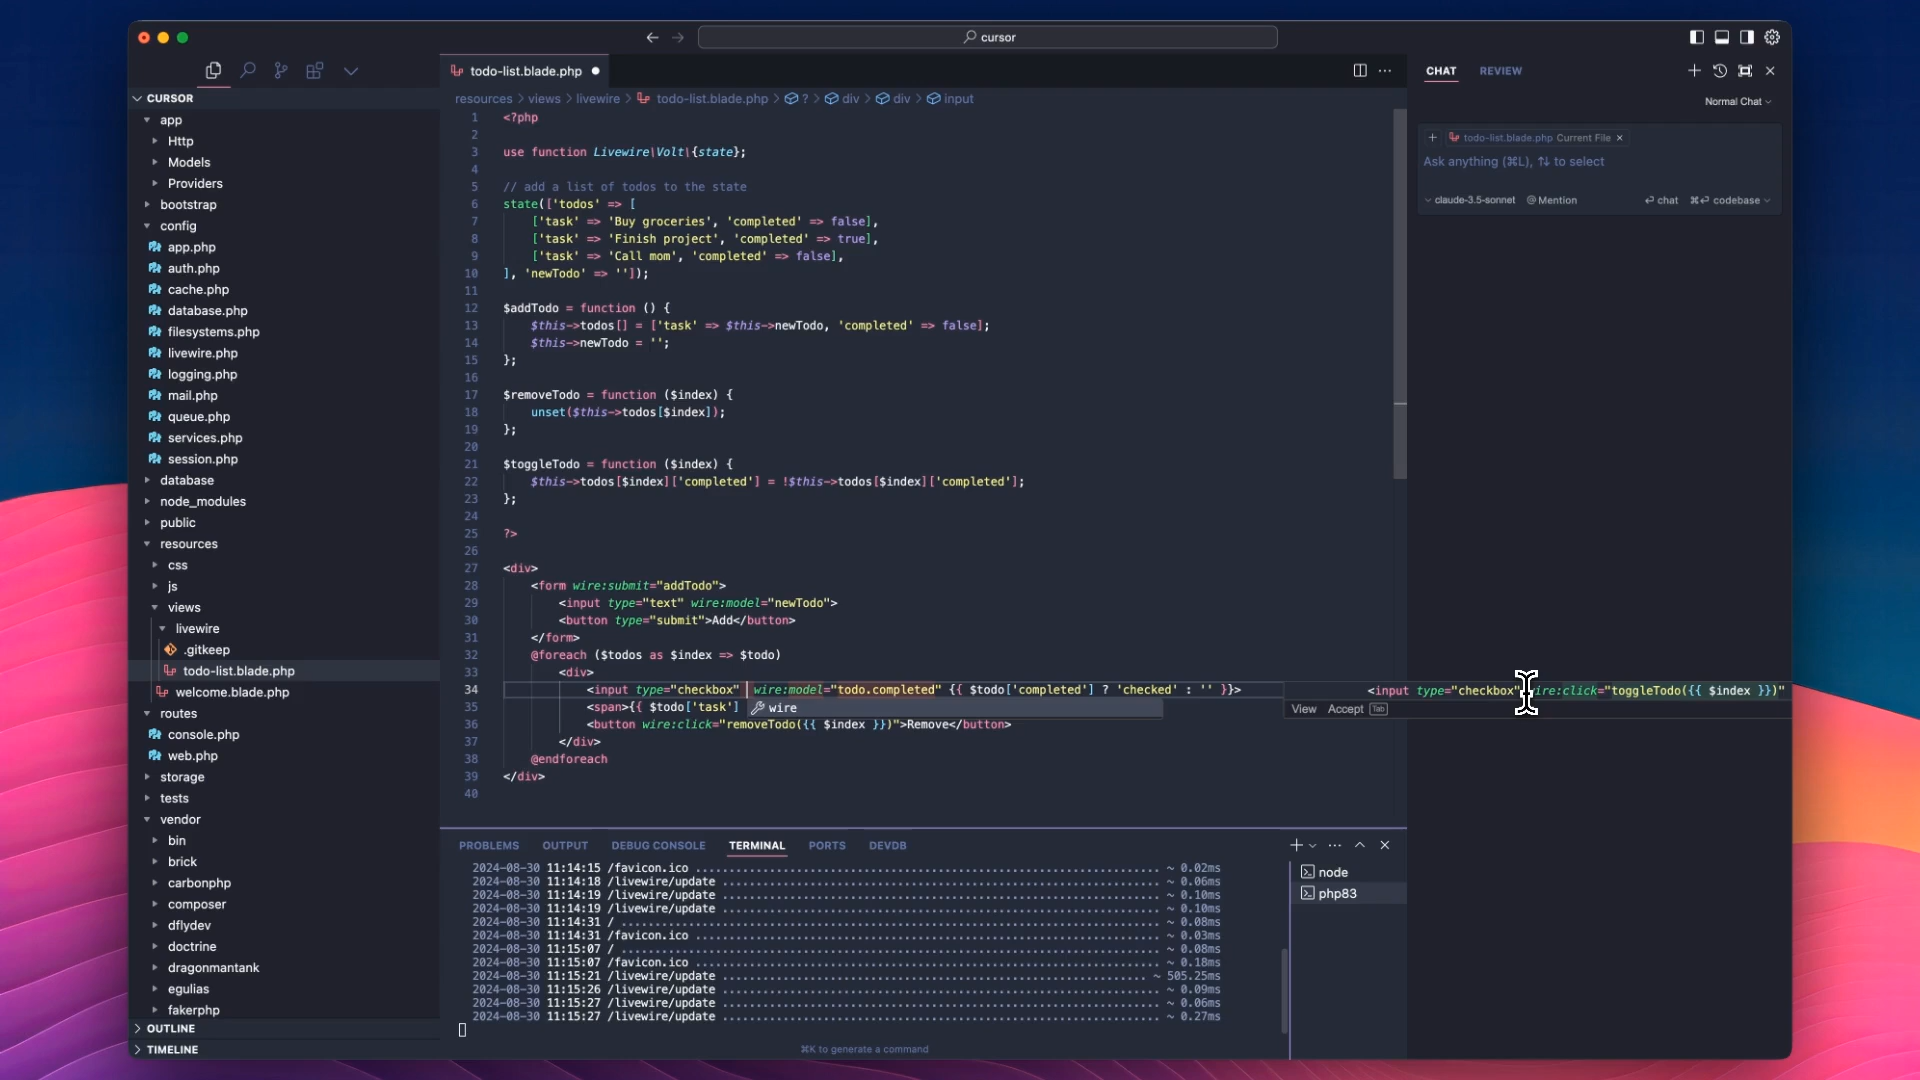 cursor
CURSOR
app
Http
Models
Providers
bootstrap
config
app.php
auth.php
cache.php
database.php
filesystems.php
livewire.php
logging.php
mail.php
queue.php
services.php
session.php
database
node_modules
public
resources
css
js
views
livewire
.gitkeep
todo-list.blade.php
welcome.blade.php
routes
console.php
web.php
storage
tests
vendor
bin
brick
carbonphp
composer
dflydev
doctrine
dragonmantank
egulias
fakerphp
OUTLINE
TIMELINE
todo-list.blade.php
resources > views > livewire > todo-list.blade.php > ? > div > div > input
1 <?php
2
3 use function Livewire\Volt\{state};
4
5 // add a list of todos to the state
6 state(['todos' => [
7 ['task' => 'Buy groceries', 'completed' => false],
8 ['task' => 'Finish project', 'completed' => true],
9 ['task' => 'Call mom', 'completed' => false],
10 ], 'newTodo' => '']);
11
12 $addTodo = function () {
13 $this->todos[] = ['task' => $this->newTodo, 'completed' => false];
14 $this->newTodo = '';
15 };
16
17 $removeTodo = function ($index) {
18 unset($this->todos[$index]);
19 };
20
21 $toggleTodo = function ($index) {
22 $this->todos[$index]['completed'] = !$this->todos[$index]['completed'];
23 };
24
25 ?>
26
27 <div>
28 <form wire:submit="addTodo">
29 <input type="text" wire:model="newTodo">
30 <button type="submit">Add</button>
31 </form>
32 @foreach ($todos as $index => $todo)
33 <div>
34 <input type="checkbox" wire:model="todo.completed" {{ $todo['completed'] ? 'checked' : '' }}>
35 <span>{{ $todo['task']
wire
36 <button wire:click="removeTodo({{ $index }})">Remove</button>
37 </div>
38 @endforeach
39 </div>
40
<input type="checkbox" wire:click="toggleTodo({{ $index }})"
View Accept Tab
PROBLEMS OUTPUT DEBUG CONSOLE TERMINAL PORTS DEVDB
2024-08-30 11:14:15 /favicon.ico ~ 0.02ms
2024-08-30 11:14:18 /livewire/update ~ 0.06ms
2024-08-30 11:14:19 /livewire/update ~ 0.10ms
2024-08-30 11:14:19 /livewire/update ~ 0.10ms
2024-08-30 11:14:31 / ~ 0.08ms
2024-08-30 11:14:31 /favicon.ico ~ 0.03ms
2024-08-30 11:15:07 / ~ 0.08ms
2024-08-30 11:15:07 /favicon.ico ~ 0.18ms
2024-08-30 11:15:21 /livewire/update ~ 505.25ms
2024-08-30 11:15:26 /livewire/update ~ 0.09ms
2024-08-30 11:15:27 /livewire/update ~ 0.06ms
2024-08-30 11:15:27 /livewire/update ~ 0.27ms
⌘K to generate a command
node
php83
CHAT REVIEW
Normal Chat
+ todo-list.blade.php Current File ×
Ask anything (⌘L), ⇅ to select
claude-3.5-sonnet @ Mention ⏎ chat ⌘⏎ codebase